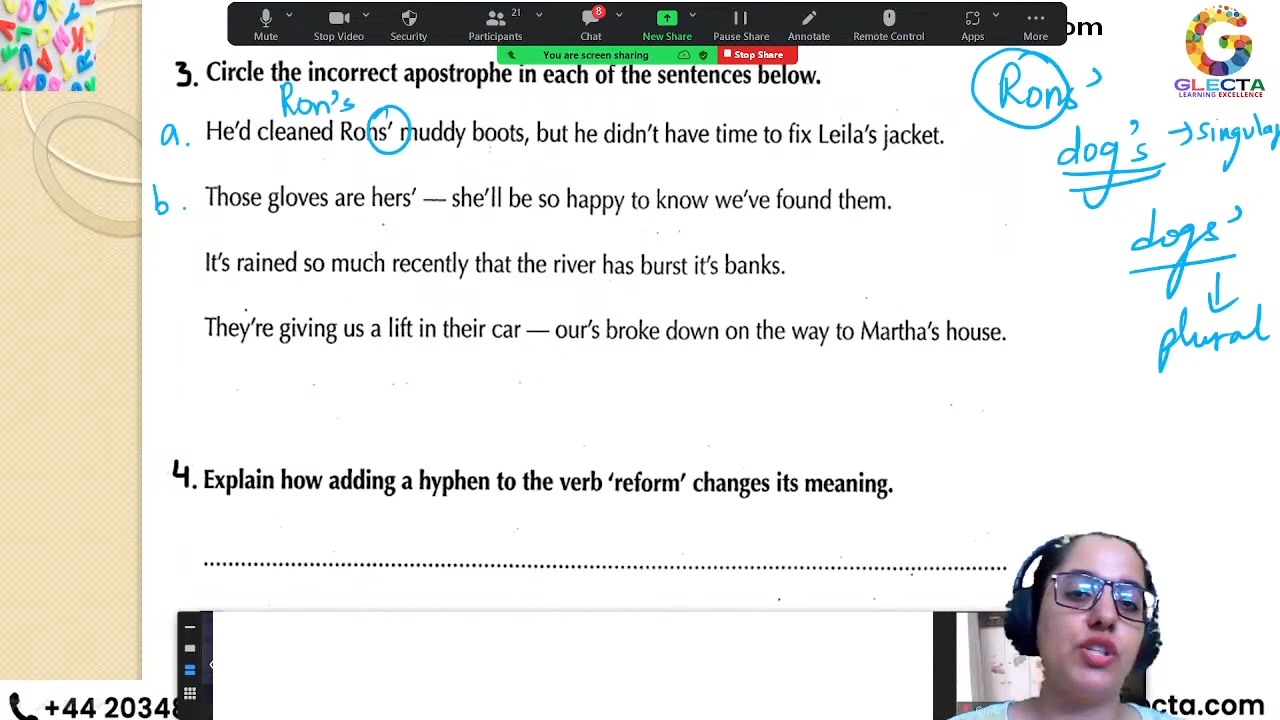 Mute
Stop Video
Security
Participants
21
Chat
8
New Share
Pause Share
Annotate
Remote Control
Apps
More
You are screen sharing
Stop Share
om
GLECTA
LEARNING EXCELLENCE
3. Circle the incorrect apostrophe in each of the sentences below.
Ron's
a. He'd cleaned Rons' muddy boots, but he didn't have time to fix Leila's jacket.
b. Those gloves are hers' — she'll be so happy to know we've found them.
It's rained so much recently that the river has burst it's banks.
They're giving us a lift in their car — our's broke down on the way to Martha's house.
Rons'
dog's → singular
dogs'
↓
plural
4. Explain how adding a hyphen to the verb 'reform' changes its meaning.
+44 20348
ecta.com